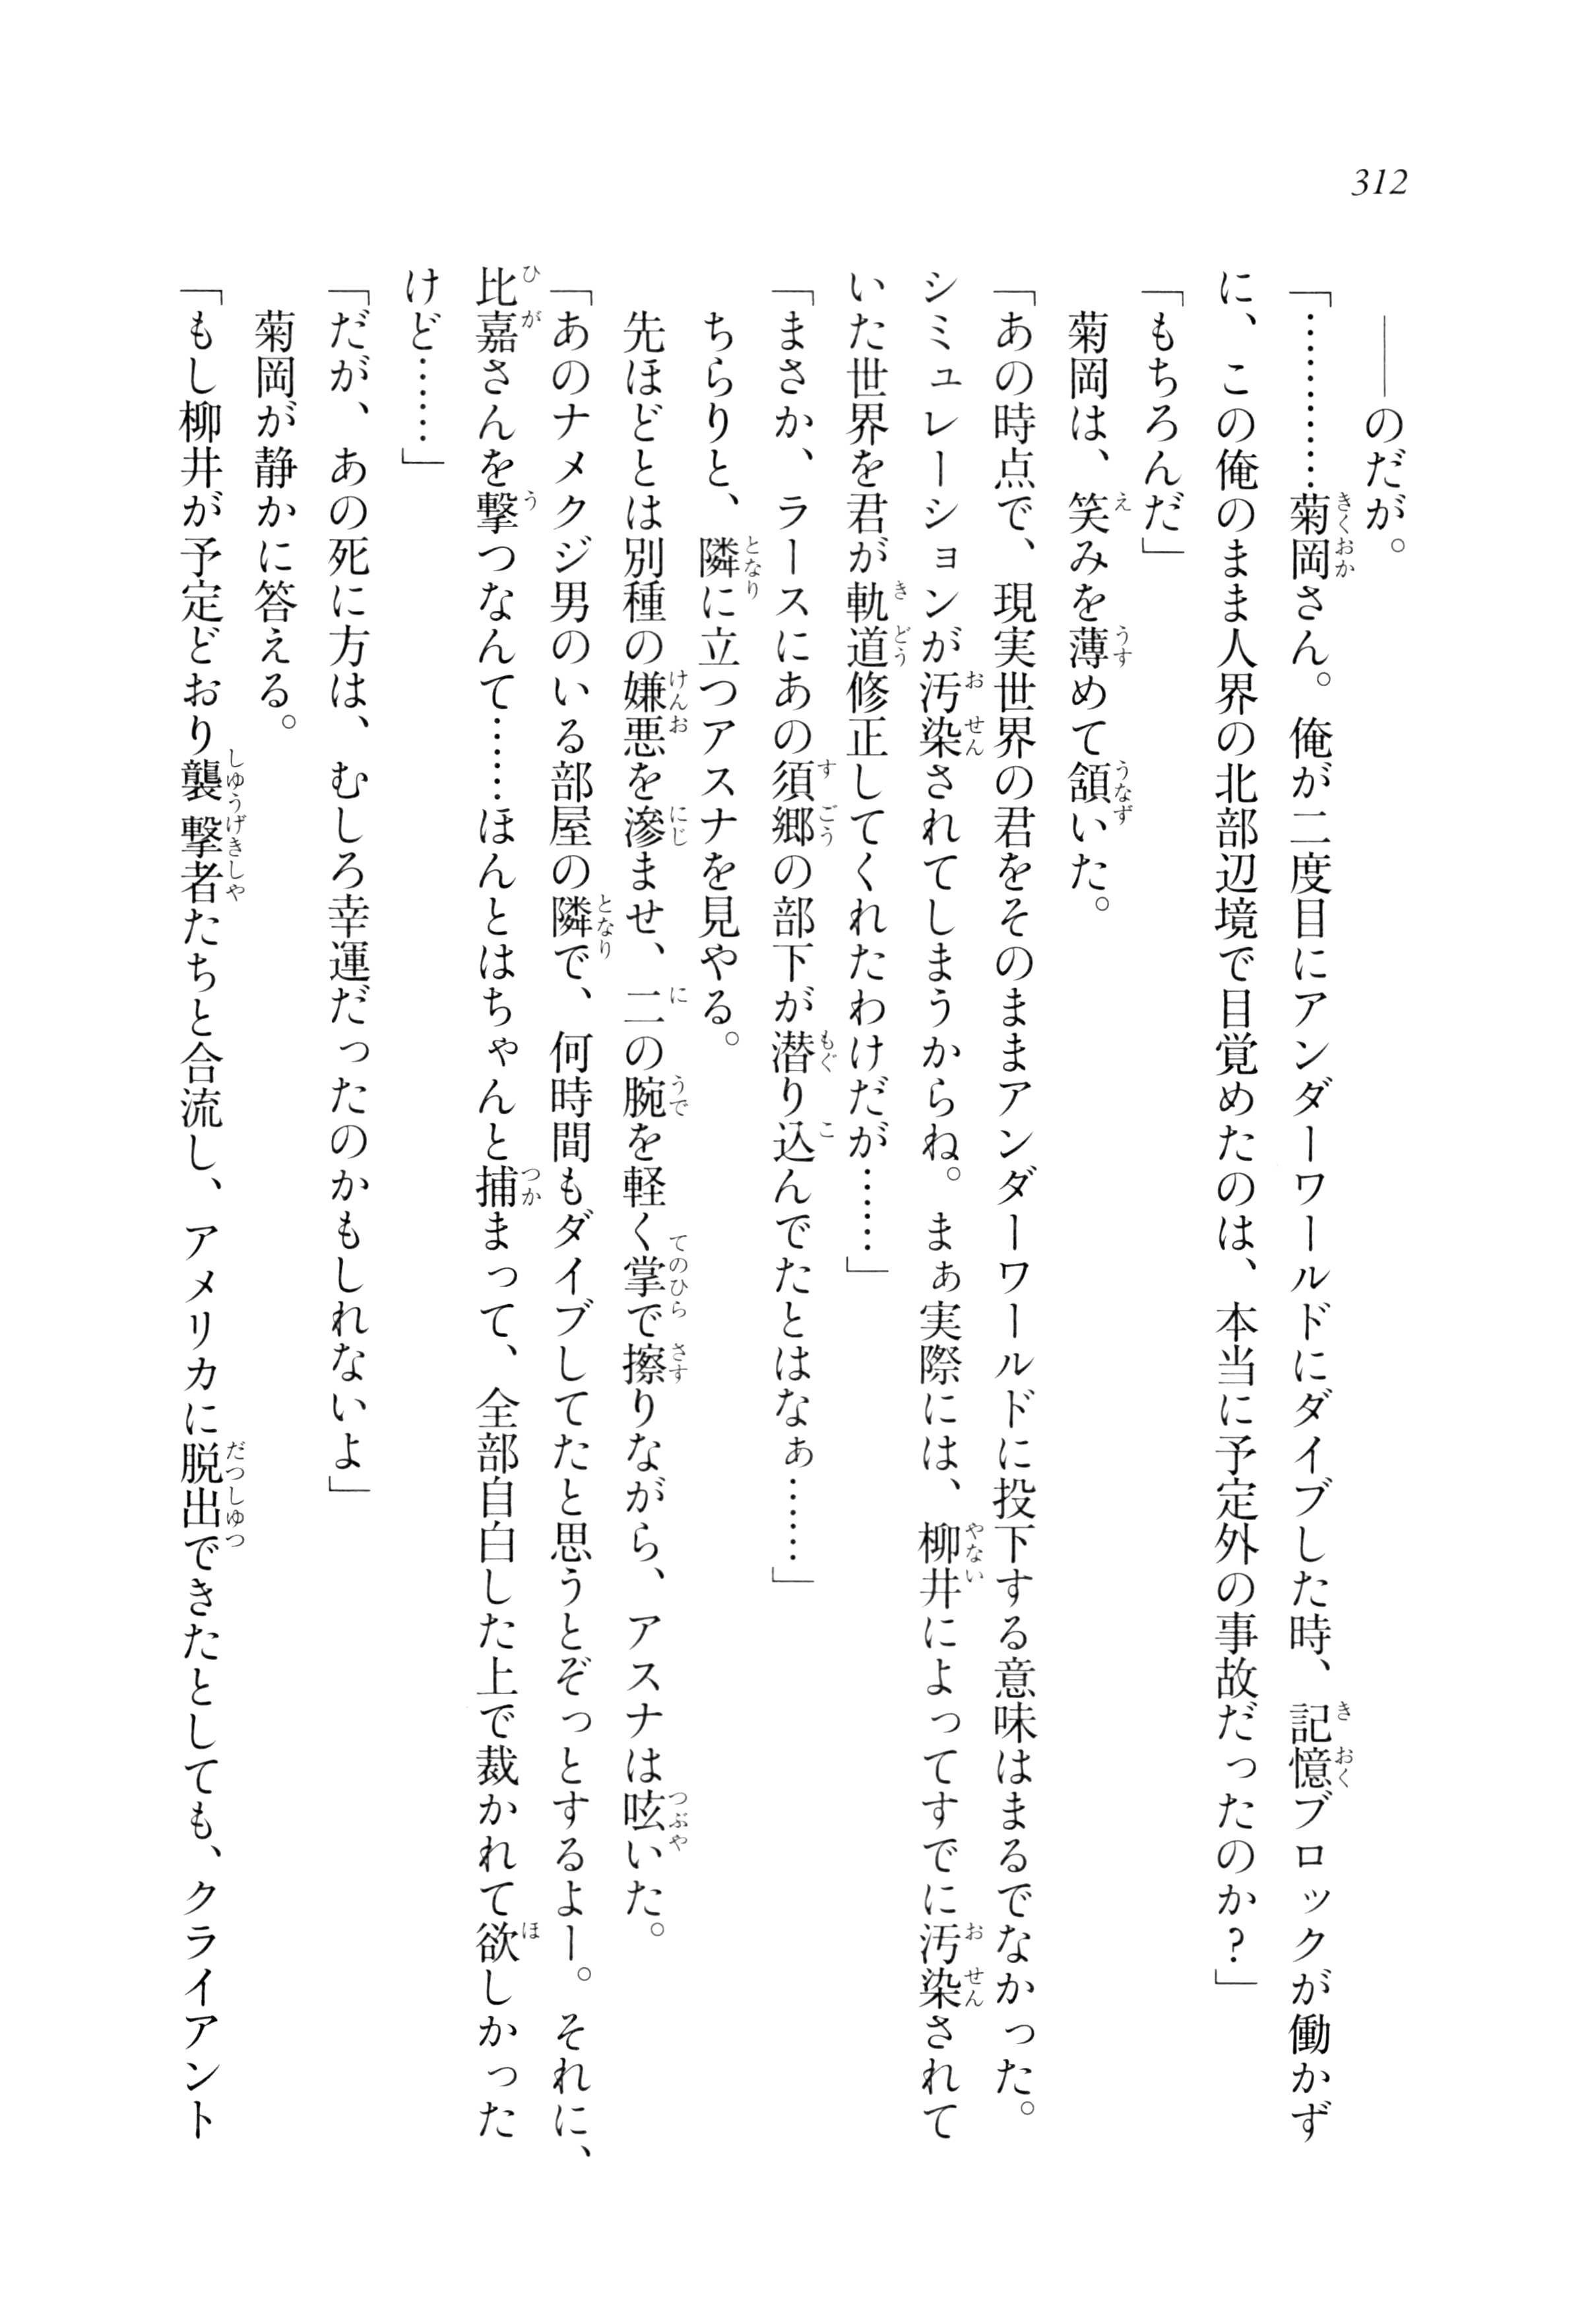 312
――のだが。
「…………菊岡さん。俺が二度目にアンダーワールドにダイブした時、記憶ブロックが働かず
に、この俺のまま人界の北部辺境で目覚めたのは、本当に予定外の事故だったのか?」
「もちろんだ」
菊岡は、笑みを薄めて頷いた。
「あの時点で、現実世界の君をそのままアンダーワールドに投下する意味はまるでなかった。
シミュレーションが汚染されてしまうからね。まぁ実際には、柳井によってすでに汚染されて
いた世界を君が軌道修正してくれたわけだが……」
「まさか、ラースにあの須郷の部下が潜り込んでたとはなぁ……」
ちらりと、隣に立つアスナを見やる。
先ほどとは別種の嫌悪を滲ませ、二の腕を軽く掌で擦りながら、アスナは呟いた。
「あのナメクジ男のいる部屋の隣で、何時間もダイブしてたと思うとぞっとするよー。それに、
比嘉さんを撃つなんて……ほんとはちゃんと捕まって、全部自白した上で裁かれて欲しかった
けど……」
「だが、あの死に方は、むしろ幸運だったのかもしれないよ」
菊岡が静かに答える。
「もし柳井が予定どおり襲撃者たちと合流し、アメリカに脱出できたとしても、クライアント